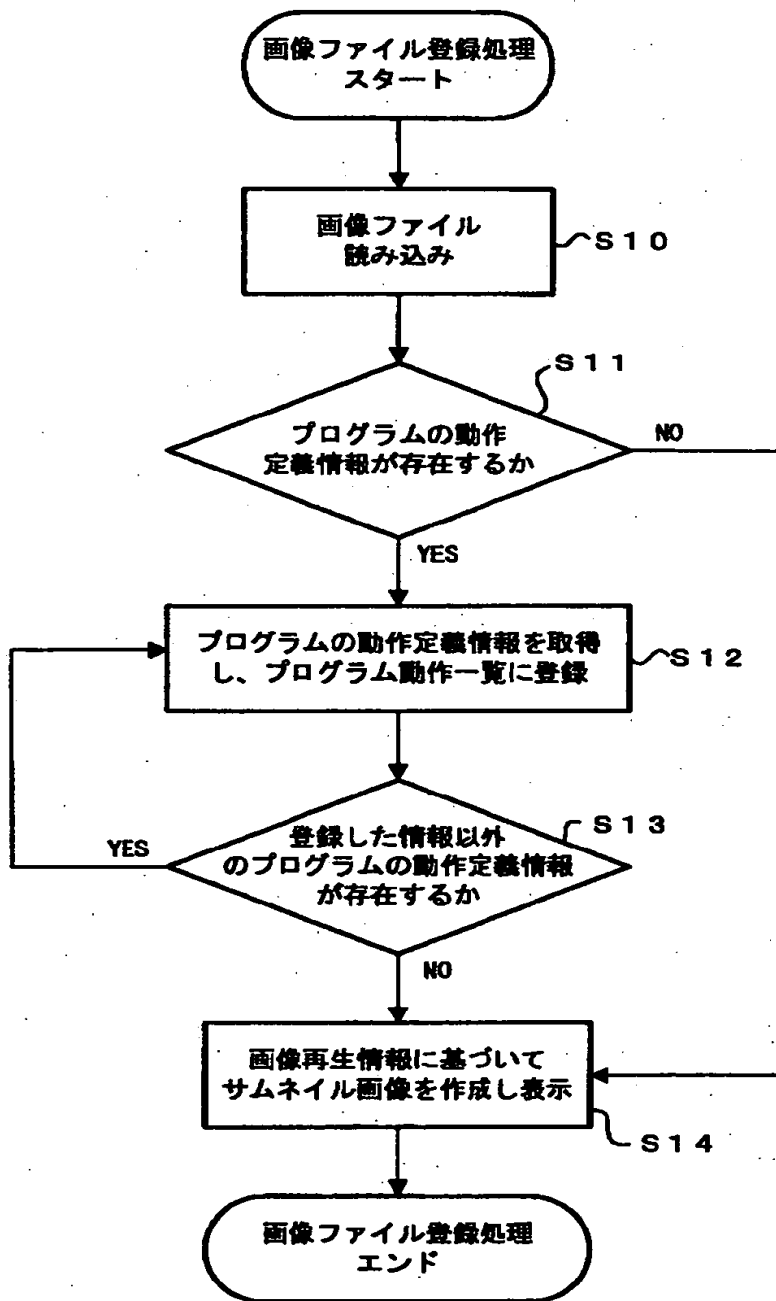 画像ファイル登録処理
スタート
画像ファイル
読み込み
S10
S11
プログラムの動作
定義情報が存在するか
NO
YES
プログラムの動作定義情報を取得
し、プログラム動作一覧に登録
S12
登録した情報以外
のプログラムの動作定義情報
が存在するか
S13
YES
NO
画像再生情報に基づいて
サムネイル画像を作成し表示
S14
画像ファイル登録処理
エンド